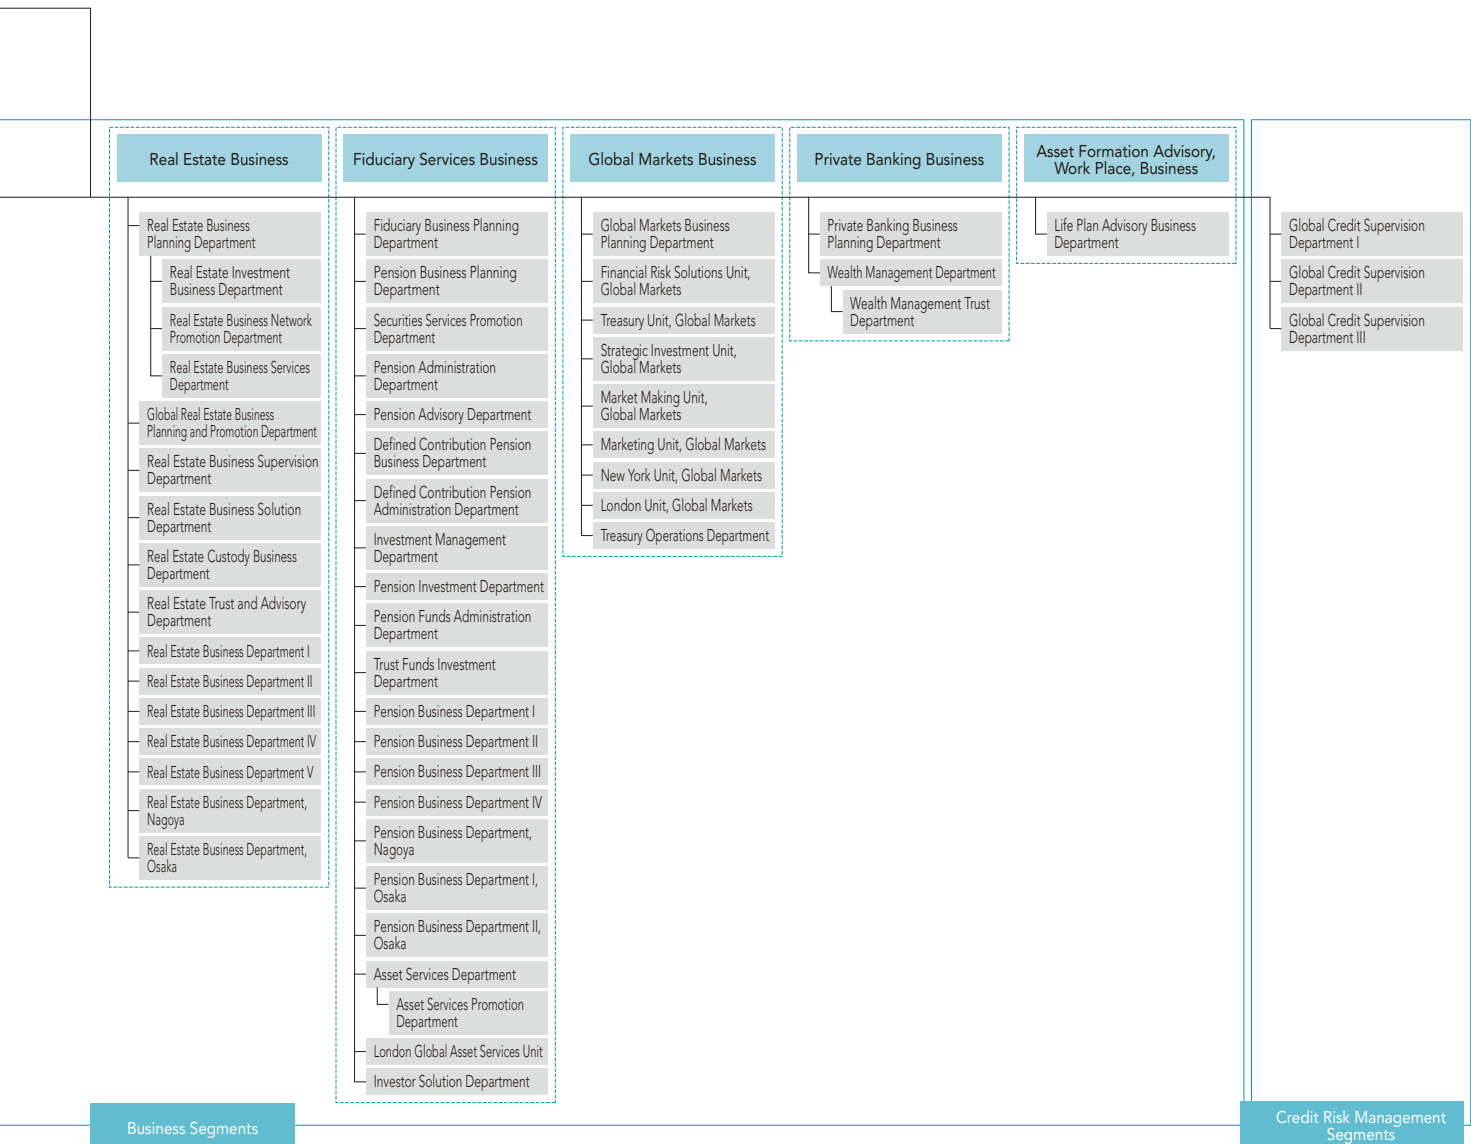 Real Estate Business
Real Estate Business
Planning Department
Real Estate Investment
Business Department
Real Estate Business Network
Promotion Department
Real Estate Business Services
Department
Global Real Estate Business
Planning and Promotion Department
Real Estate Business Supervision
Department
Real Estate Business Solution
Department
Real Estate Custody Business
Department
Real Estate Trust and Advisory
Department
Real Estate Business Department I
Real Estate Business Department II
Real Estate Business Department III
Real Estate Business Department IV
Real Estate Business Department V
Real Estate Business Department,
Nagoya
Real Estate Business Department,
Osaka
Fiduciary Services Business
Fiduciary Business Planning
Department
Pension Business Planning
Department
Securities Services Promotion
Department
Pension Administration
Department
Pension Advisory Department
Defined Contribution Pension
Business Department
Defined Contribution Pension
Administration Department
Investment Management
Department
Pension Investment Department
Pension Funds Administration
Department
Trust Funds Investment
Department
Pension Business Department I
Pension Business Department II
Pension Business Department III
Pension Business Department IV
Pension Business Department,
Nagoya
Pension Business Department I,
Osaka
Pension Business Department II,
Osaka
Asset Services Department
Asset Services Promotion
Department
London Global Asset Services Unit
Investor Solution Department
Global Markets Business
Global Markets Business
Planning Department
Financial Risk Solutions Unit,
Global Markets
Treasury Unit, Global Markets
Strategic Investment Unit,
Global Markets
Market Making Unit,
Global Markets
Marketing Unit, Global Markets
New York Unit, Global Markets
London Unit, Global Markets
Treasury Operations Department
Private Banking Business
Private Banking Business
Planning Department
Wealth Management Department
Wealth Management Trust
Department
Asset Formation Advisory,
Work Place, Business
Life Plan Advisory Business
Department
Global Credit Supervision
Department I
Global Credit Supervision
Department II
Global Credit Supervision
Department III
Business Segments
Credit Risk Management
Segments